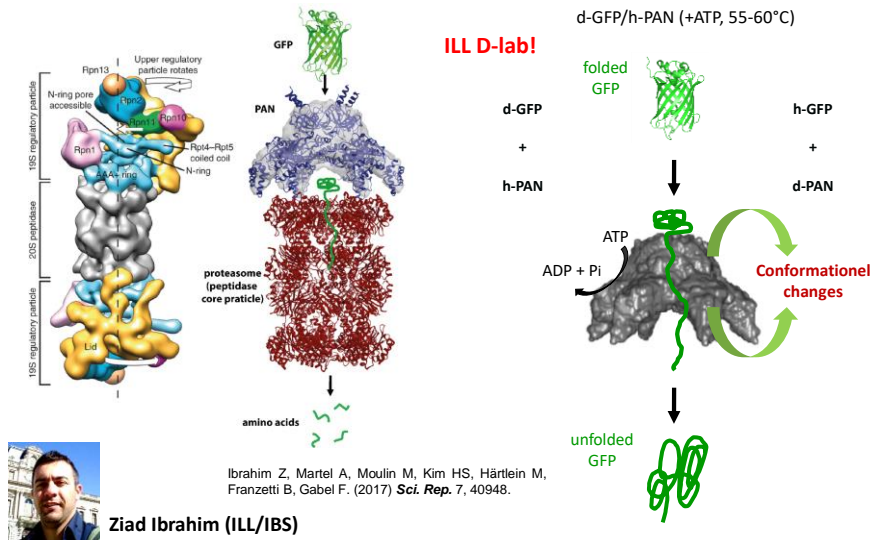 Rpn13
Upper regulatory
particle rotates
N-ring pore
accessible
Rpn2
Rpn11
Rpn10
Rpn1
Rpt4–Rpt5
coiled coil
N-ring
AAA+ ring
19S regulatory particle
20S peptidase
19S regulatory particle
Lid
GFP
PAN
proteasome
(peptidase
core praticle)
amino acids
ILL D-lab!
d-GFP/h-PAN (+ATP, 55-60°C)
folded
GFP
d-GFP
+
h-PAN
h-GFP
+
d-PAN
ATP
ADP + Pi
Conformationel
changes
unfolded
GFP
Ibrahim Z, Martel A, Moulin M, Kim HS, Härtlein M,
Franzetti B, Gabel F. (2017) Sci. Rep. 7, 40948.
Ziad Ibrahim (ILL/IBS)